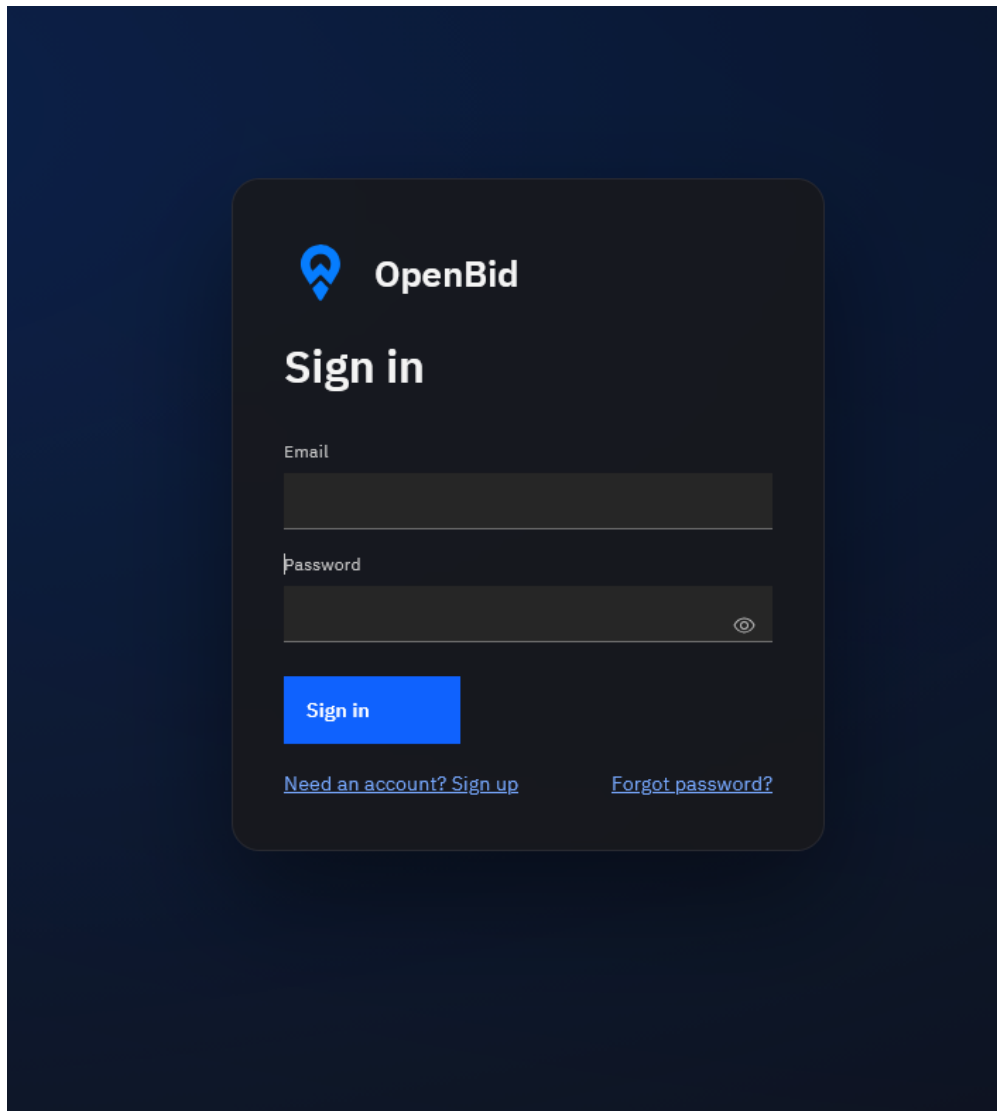 OpenBid
Sign in
Email
Password
Sign in
Need an account? Sign up
Forgot password?